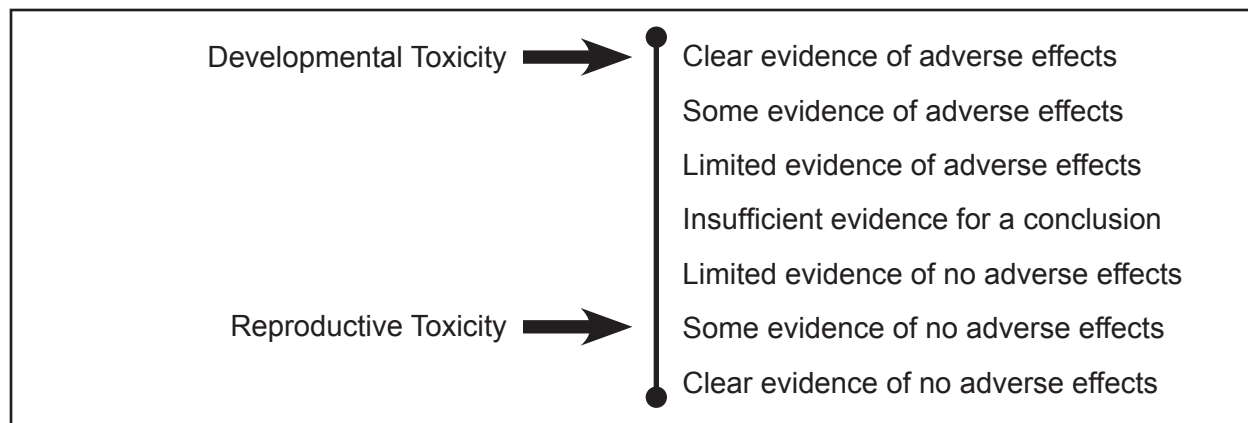 Developmental Toxicity Clear evidence of adverse effects
Some evidence of adverse effects
Limited evidence of adverse effects
Insufficient evidence for a conclusion
Limited evidence of no adverse effects
Reproductive Toxicity Some evidence of no adverse effects
Clear evidence of no adverse effects